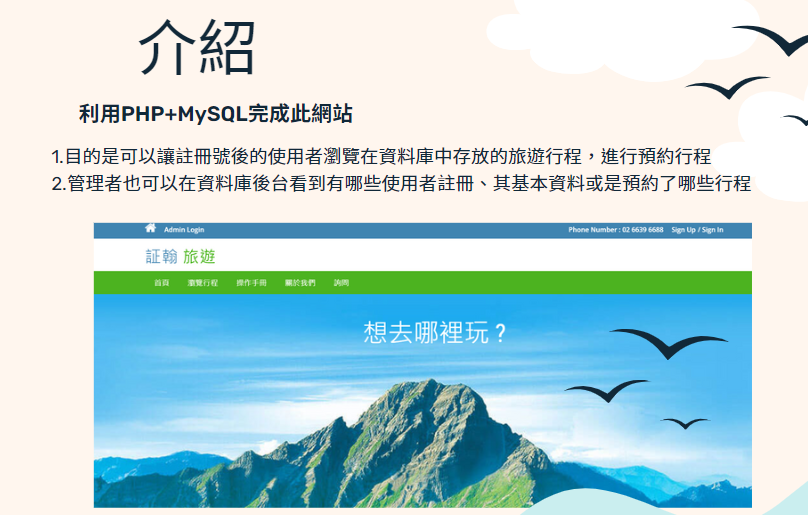 介紹
利用PHP+MySQL完成此網站
1.目的是可以讓註冊號後的使用者瀏覽在資料庫中存放的旅遊行程，進行預約行程
2.管理者也可以在資料庫後台看到有哪些使用者註冊、其基本資料或是預約了哪些行程
Admin Login Phone Number : 02 6639 6688 Sign Up / Sign In
証翰 旅遊
首頁 瀏覽行程 操作手冊 關於我們 詢問
想去哪裡玩？